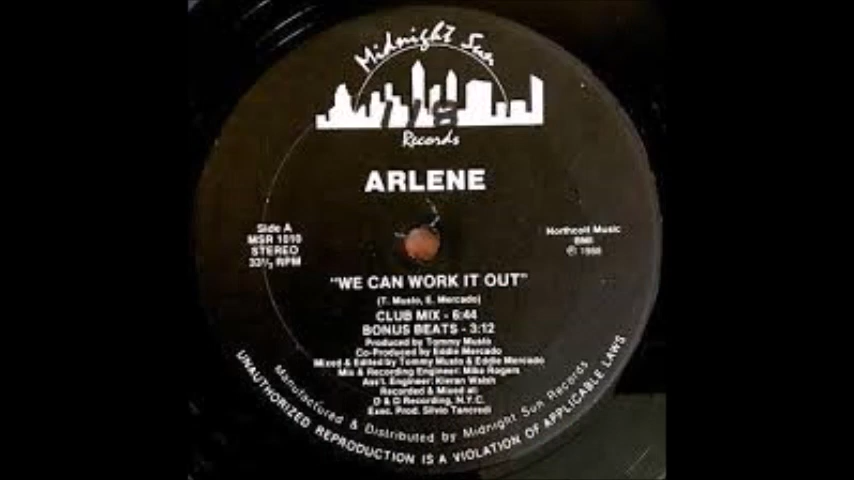 Midnight Sun
118
Records
ARLENE
Side A
MSR 1019
STEREO
33⅓ RPM
Northcott Music
BMI
℗ 1988
"WE CAN WORK IT OUT"
(T. Musto, E. Mercado)
CLUB MIX - 6:44
BONUS BEATS - 3:12
Produced by Tommy Musto
Co-Produced by Eddie Mercado
Mixed & Edited by Tommy Musto & Eddie Mercado
Mix & Recording Engineer: Mike Rogers
Ass't. Engineer: Kieran Walsh
Recorded & Mixed at
D & D Recording, N.Y.C.
Exec. Prod. Silvio Tancredi
Manufactured & Distributed by Midnight Sun Records
UNAUTHORIZED REPRODUCTION IS A VIOLATION OF APPLICABLE LAWS